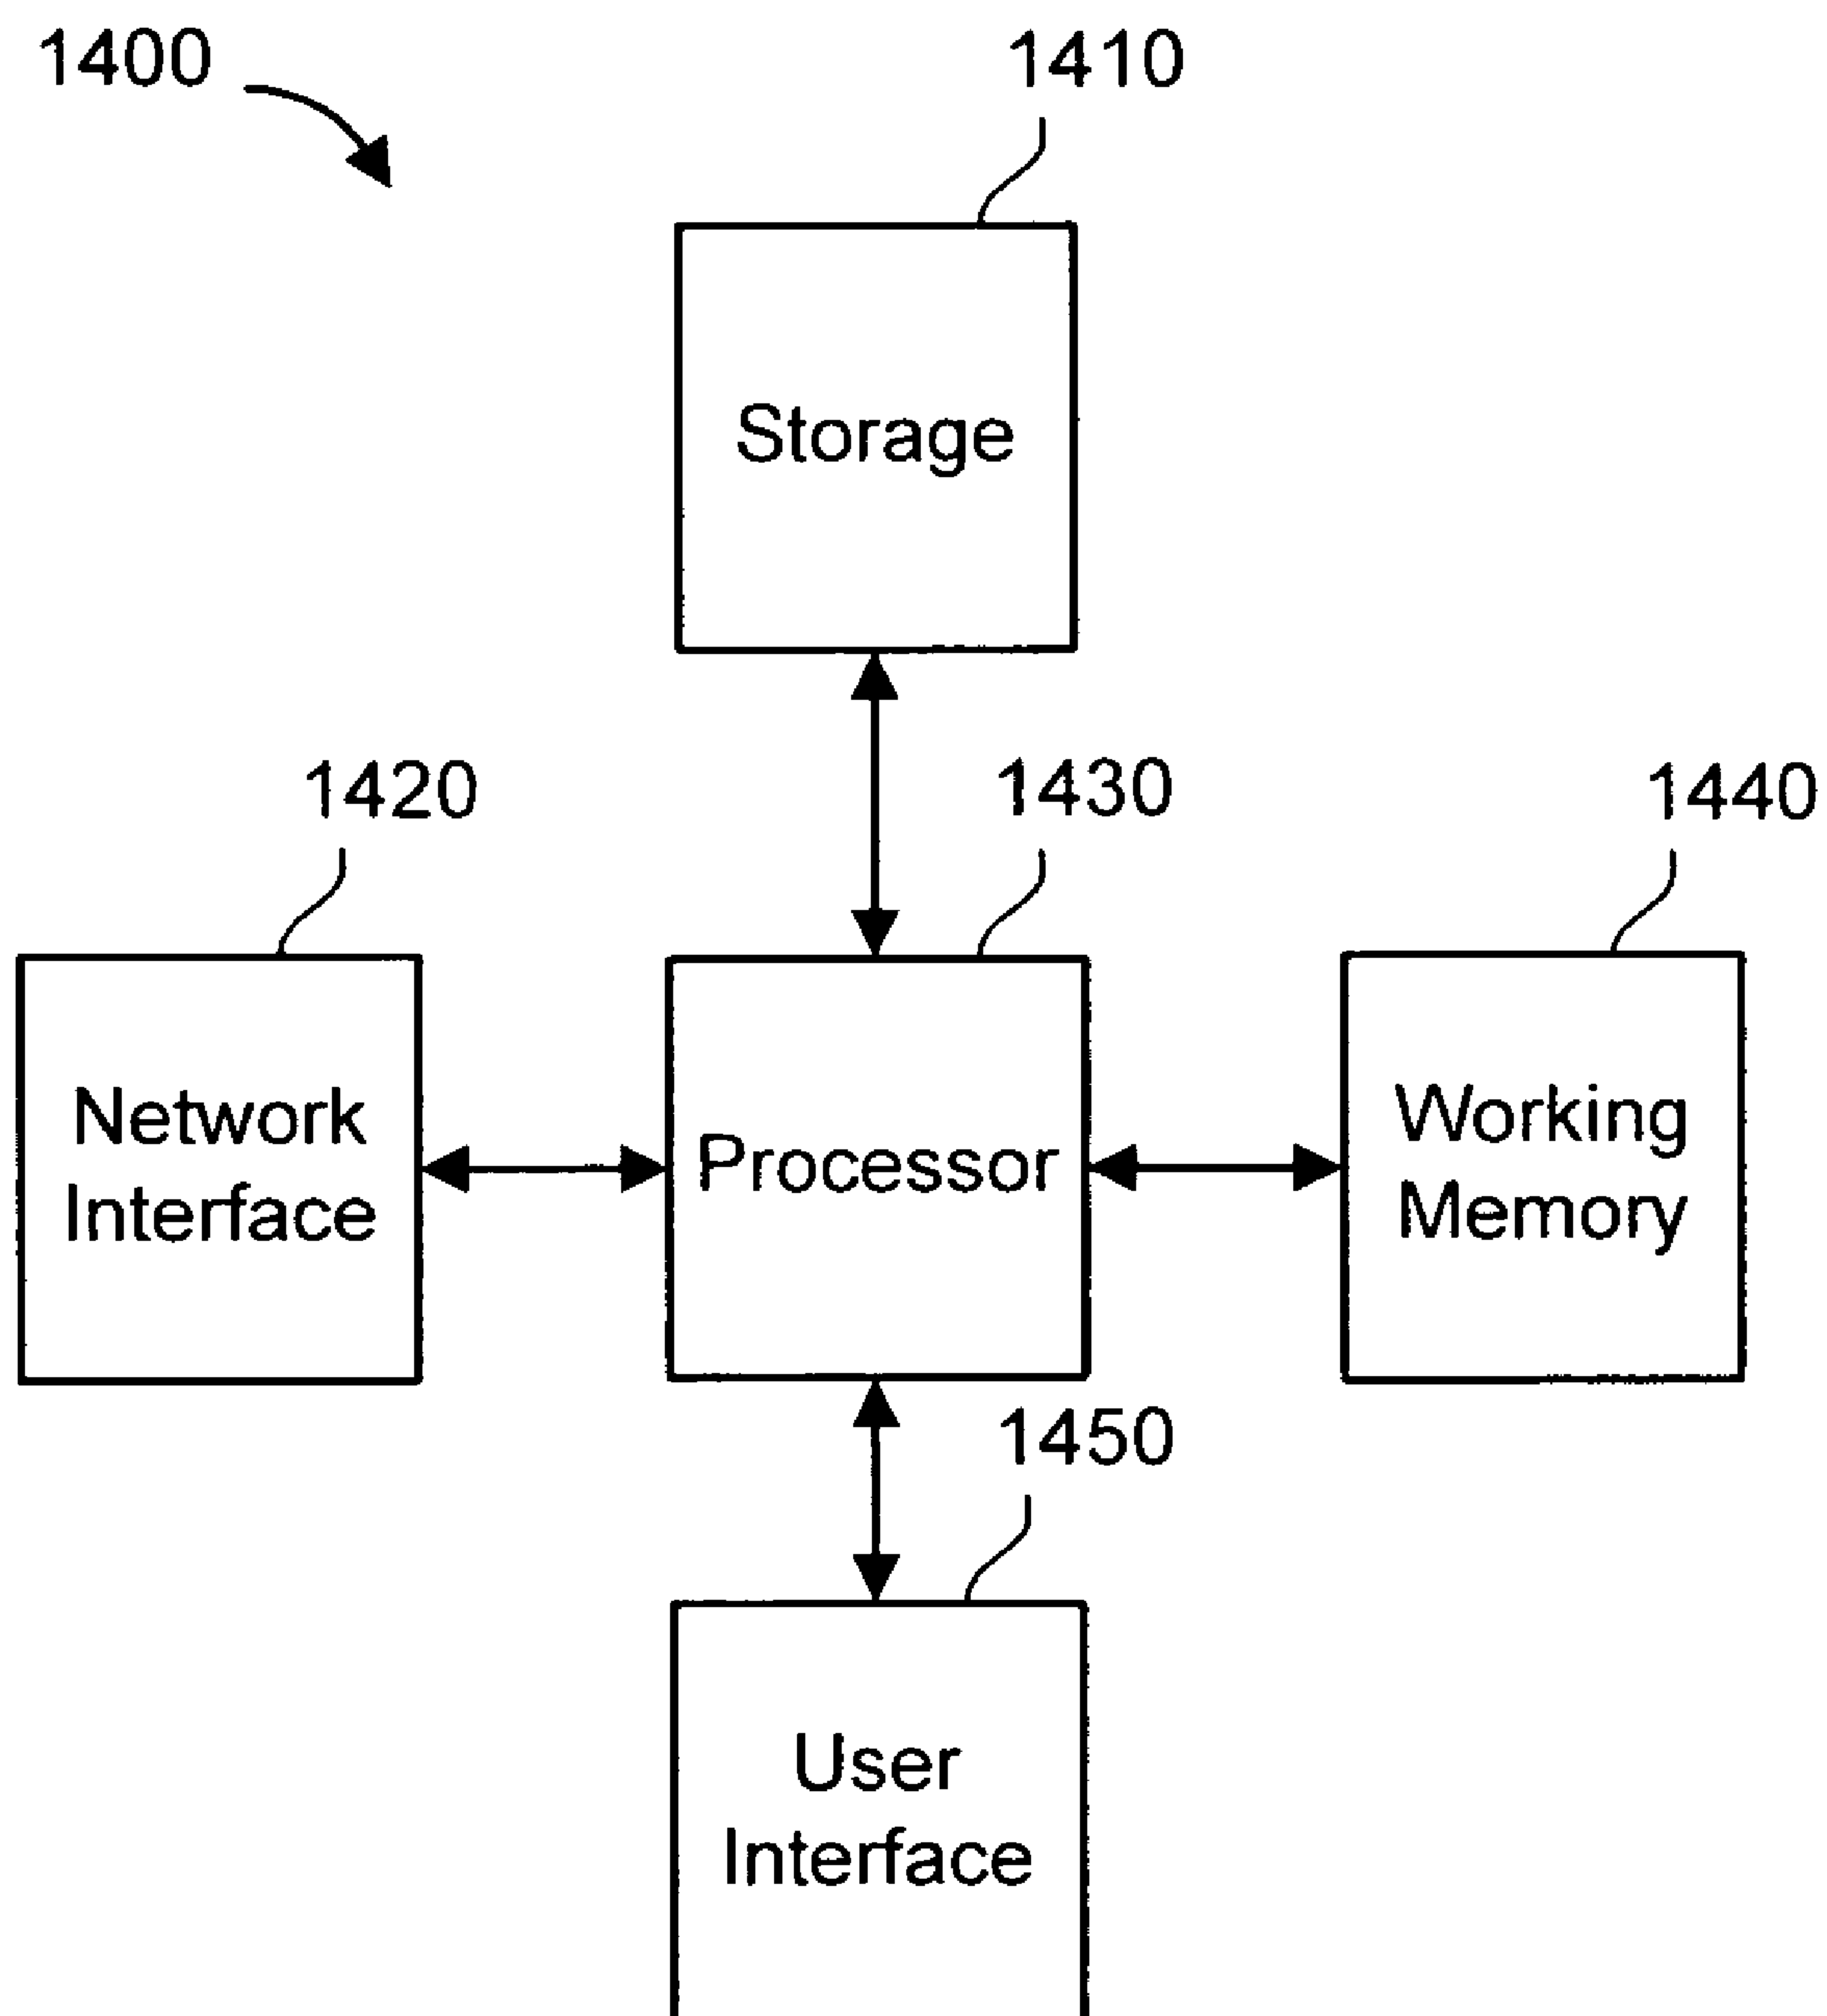 1400
1410
Storage
1420
1430
1440
Network
Interface
Processor
Working
Memory
1450
User
Interface